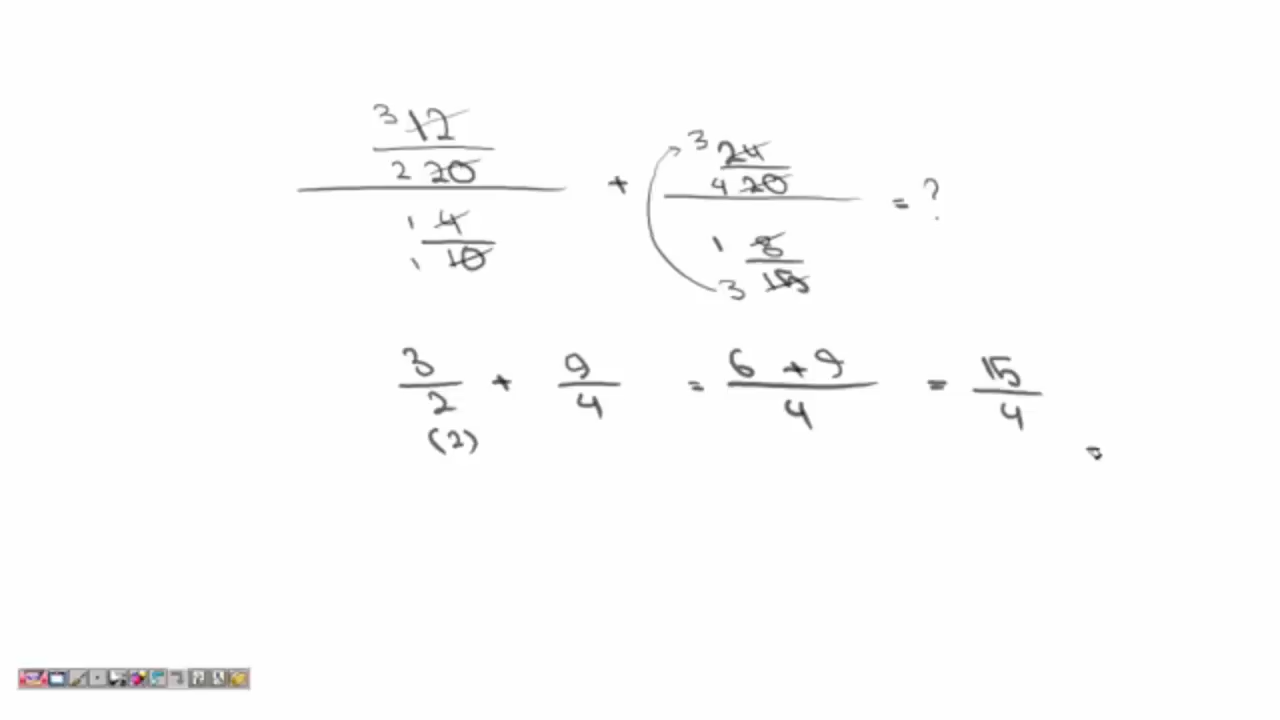 3 12 3 24
2 20 4 20
+ = ?
1 4 1 8
1 10 3 15
3 + 9 = 6 + 9 = 15
2 4 4 4 =
(2)